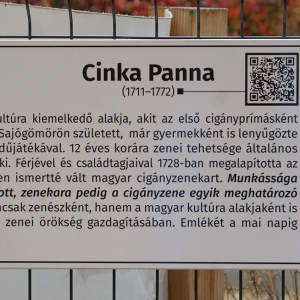 Cinka Panna
(1711–1772)
ultúra kiemelkedő alakja, akit az első cigányprímásként
Sajógömörön született, már gyermekként is lenyűgözte
dűjátékával. 12 éves korára zenei tehetsége általános
ki. Férjével és családtagjaival 1728-ban megalapította az
en ismertté vált magyar cigányzenekart. Munkássága
ott, zenekara pedig a cigányzene egyik meghatározó
csak zenészként, hanem a magyar kultúra alakjaként is
zenei örökség gazdagításában. Emlékét a mai napig